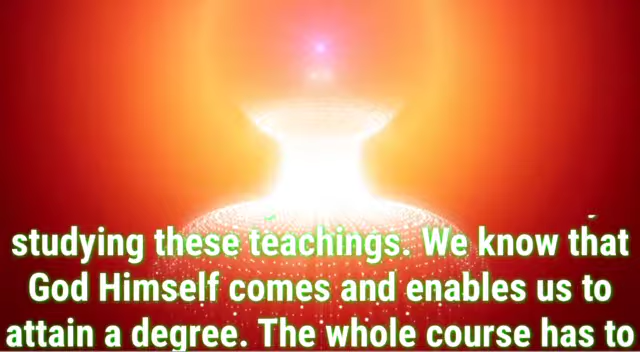 studying these teachings. We know that
God Himself comes and enables us to
attain a degree. The whole course has to